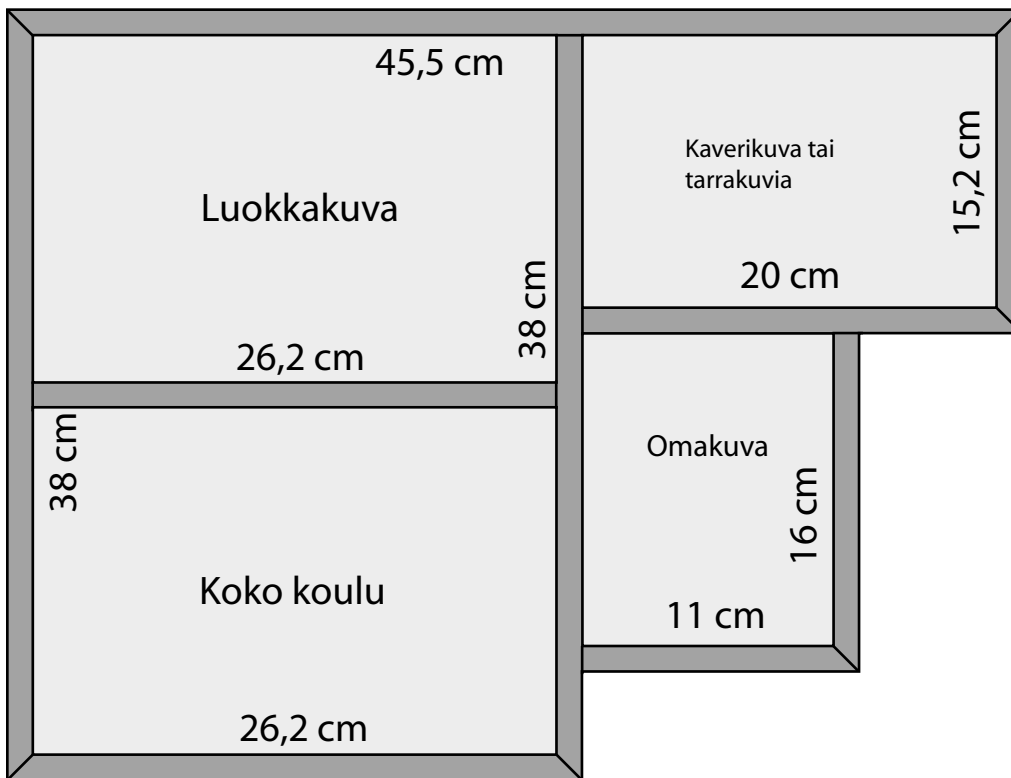 45,5 cm
Luokkakuva
38 cm
26,2 cm
Kaverikuva tai
tarrakuvia
15,2 cm
20 cm
38 cm
Koko koulu
26,2 cm
Omakuva
16 cm
11 cm